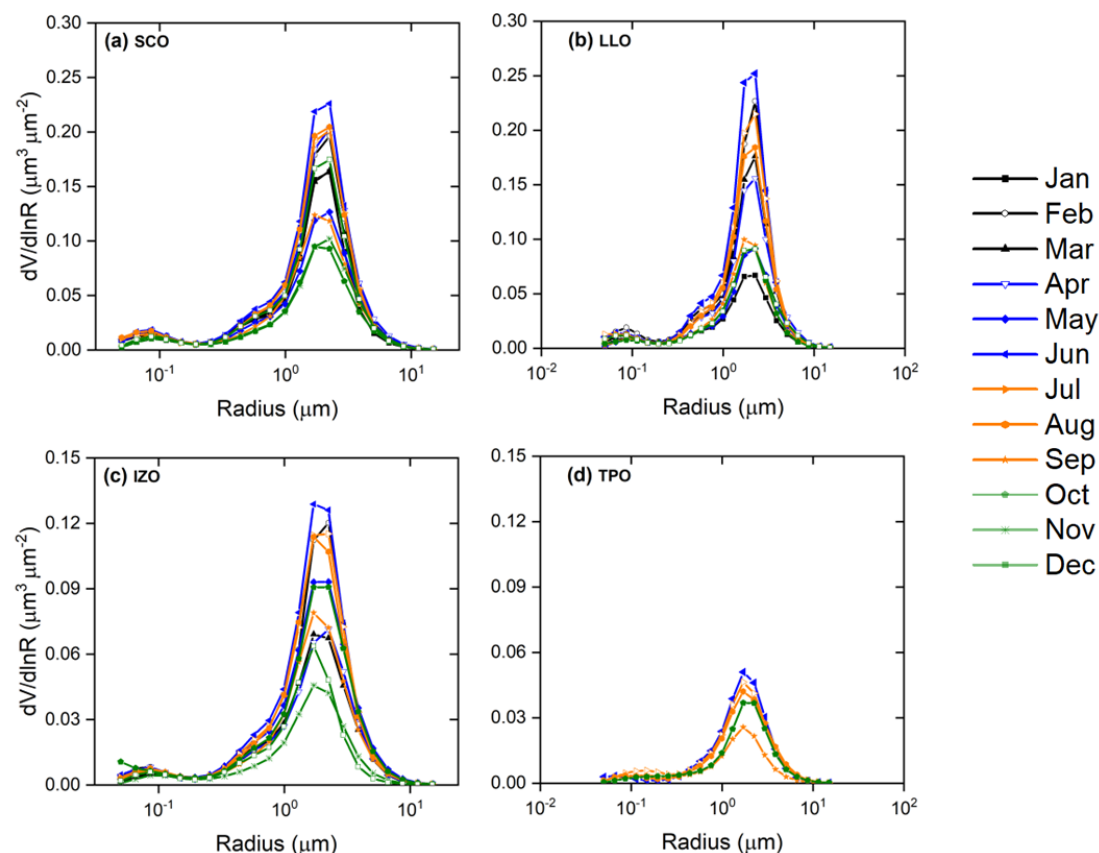 (a) SCO
0.30
0.25
0.20
0.15
0.10
0.05
0.00
dV/dlnR (μm³ μm⁻²)
10⁻¹ 10⁰ 10¹
Radius (μm)
(b) LLO
0.30
0.25
0.20
0.15
0.10
0.05
0.00
10⁻² 10⁻¹ 10⁰ 10¹ 10²
Radius (μm)
(c) IZO
0.15
0.12
0.09
0.06
0.03
0.00
dV/dlnR (μm³ μm⁻²)
10⁻¹ 10⁰ 10¹
Radius (μm)
(d) TPO
0.15
0.12
0.09
0.06
0.03
0.00
10⁻² 10⁻¹ 10⁰ 10¹ 10²
Radius (μm)
Jan
Feb
Mar
Apr
May
Jun
Jul
Aug
Sep
Oct
Nov
Dec